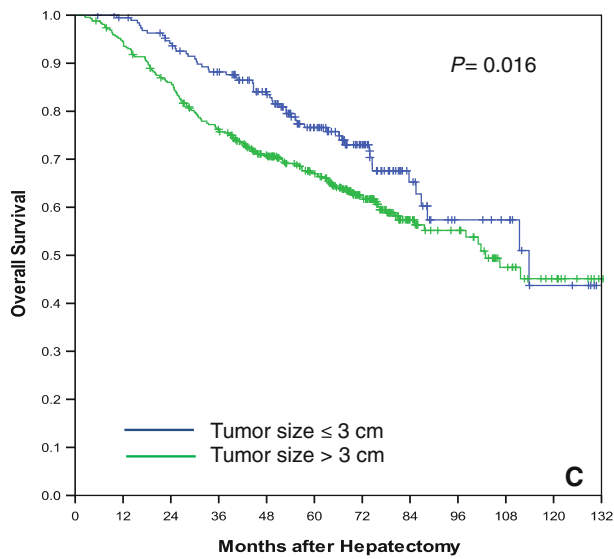 1.0
0.9
0.8
0.7
0.6
0.5
0.4
0.3
0.2
0.1
0.0
Overall Survival
P= 0.016
Tumor size ≤ 3 cm
Tumor size > 3 cm
C
0 12 24 36 48 60 72 84 96 108 120 132
Months after Hepatectomy